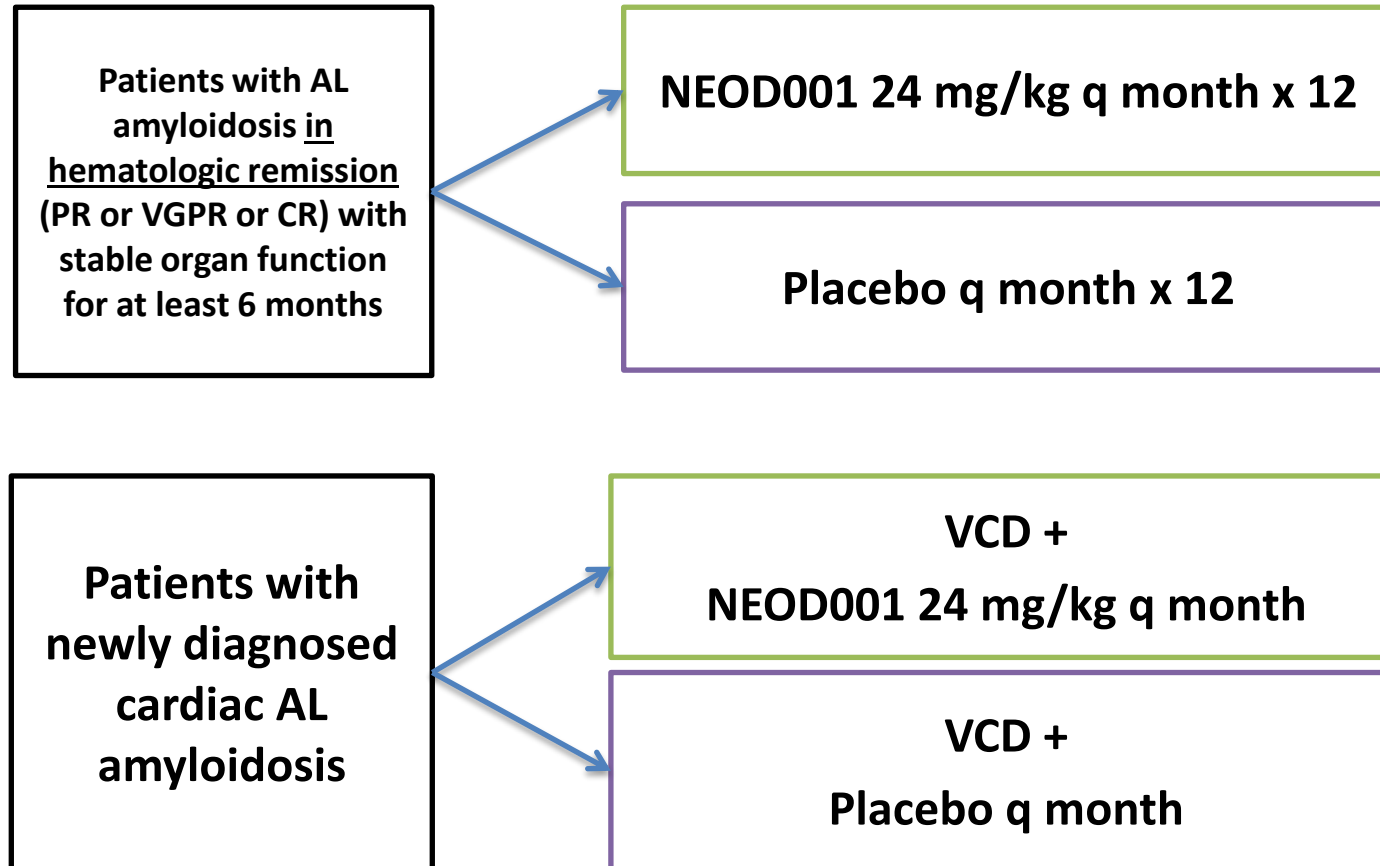 Patients with AL
amyloidosis in
hematologic remission
(PR or VGPR or CR) with
stable organ function
for at least 6 months
NEOD001 24 mg/kg q month x 12
Placebo q month x 12
Patients with
newly diagnosed
cardiac AL
amyloidosis
VCD +
NEOD001 24 mg/kg q month
VCD +
Placebo q month